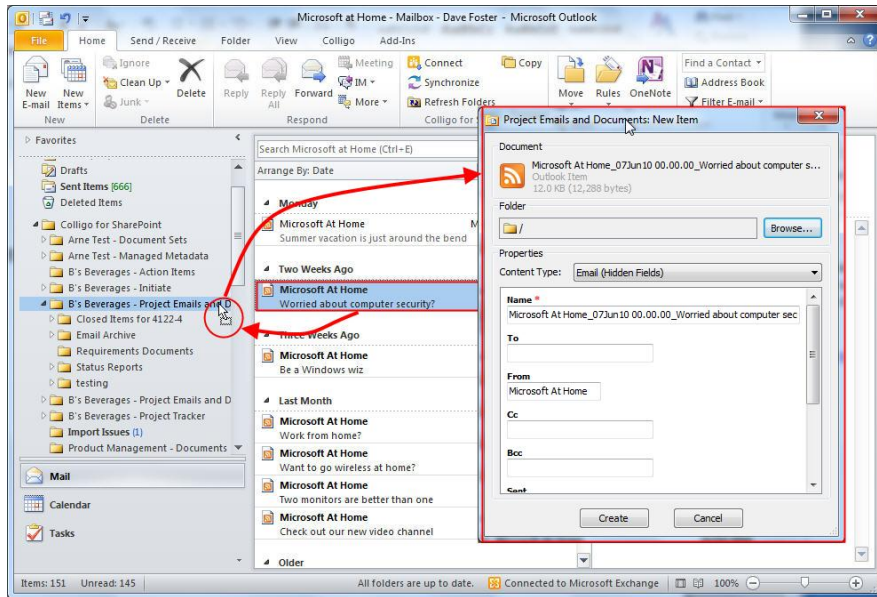 Microsoft at Home - Mailbox - Dave Foster - Microsoft Outlook
File Home Send / Receive Folder View Colligo Add-Ins
New E-mail
New Items
New
Ignore
Clean Up
Junk
Delete
Delete
Reply
Reply All
Forward
Meeting
IM
More
Respond
Connect
Synchronize
Refresh Folders
Colligo for
Copy
Move
Rules
OneNote
Find a Contact
Address Book
Filter E-mail
Favorites
Drafts
Sent Items [666]
Deleted Items
Colligo for SharePoint
Arne Test - Document Sets
Arne Test - Managed Metadata
B's Beverages - Action Items
B's Beverages - Initiate
B's Beverages - Project Emails and D
Closed Items for 4122-4
Email Archive
Requirements Documents
Status Reports
testing
B's Beverages - Project Emails and D
B's Beverages - Project Tracker
Import Issues (1)
Product Management - Documents
Mail
Calendar
Tasks
Search Microsoft at Home (Ctrl+E)
Arrange By: Date
Monday
Microsoft At Home M
Summer vacation is just around the bend
Two Weeks Ago
Microsoft At Home
Worried about computer security?
Three Weeks Ago
Microsoft At Home
Be a Windows wiz
Last Month
Microsoft At Home
Work from home?
Microsoft At Home
Want to go wireless at home?
Microsoft At Home
Two monitors are better than one
Microsoft At Home
Check out our new video channel
Older
Project Emails and Documents: New Item
Document
Microsoft At Home_07Jun10 00.00.00_Worried about computer s...
Outlook Item
12.0 KB (12,288 bytes)
Folder
/
Browse...
Properties
Content Type: Email (Hidden Fields)
Name *
Microsoft At Home_07Jun10 00.00.00_Worried about computer sec
To
From
Microsoft At Home
Cc
Bcc
Sent
Create Cancel
Items: 151 Unread: 145 All folders are up to date. Connected to Microsoft Exchange 100%